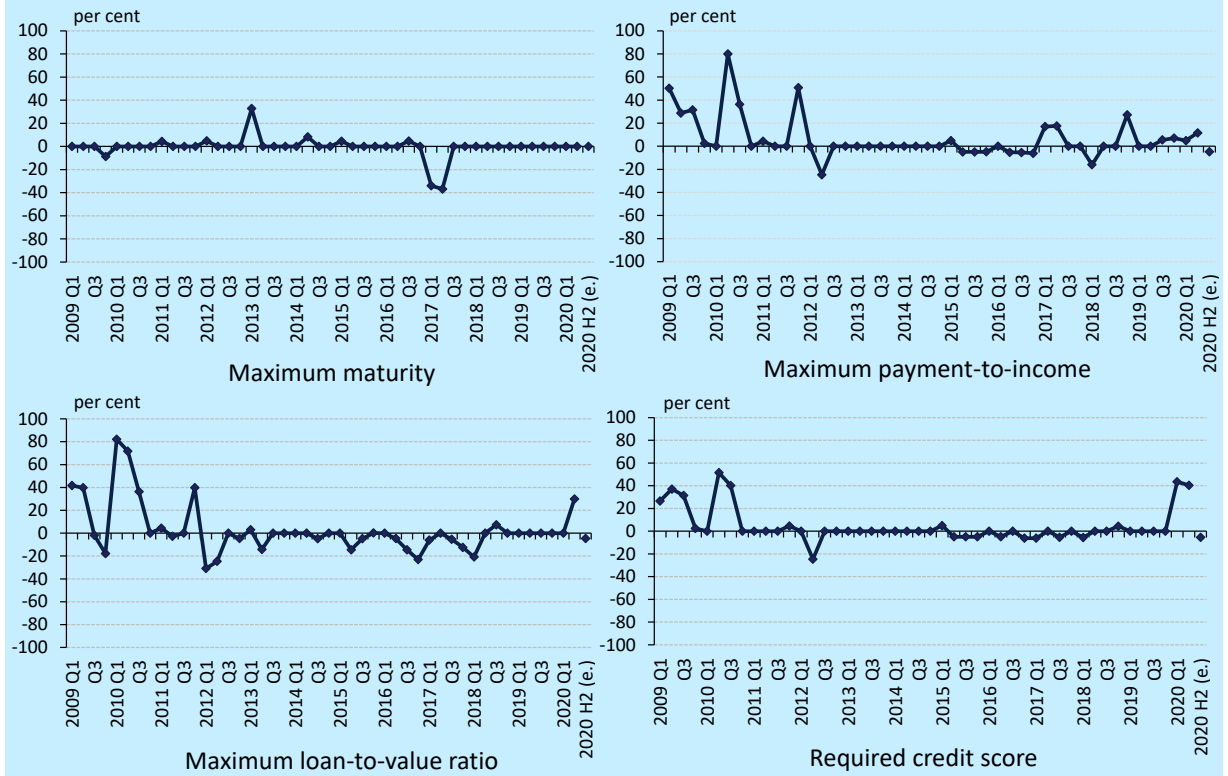 per cent
100
80
60
40
20
0
-20
-40
-60
-80
-100
2009 Q1
Q3
2010 Q1
Q3
2011 Q1
Q3
2012 Q1
Q3
2013 Q1
Q3
2014 Q1
Q3
2015 Q1
Q3
2016 Q1
Q3
2017 Q1
Q3
2018 Q1
Q3
2019 Q1
Q3
2020 Q1
2020 H2 (e.)
Maximum maturity
per cent
100
80
60
40
20
0
-20
-40
-60
-80
-100
2009 Q1
Q3
2010 Q1
Q3
2011 Q1
Q3
2012 Q1
Q3
2013 Q1
Q3
2014 Q1
Q3
2015 Q1
Q3
2016 Q1
Q3
2017 Q1
Q3
2018 Q1
Q3
2019 Q1
Q3
2020 Q1
2020 H2 (e.)
Maximum payment-to-income
per cent
100
80
60
40
20
0
-20
-40
-60
-80
-100
2009 Q1
Q3
2010 Q1
Q3
2011 Q1
Q3
2012 Q1
Q3
2013 Q1
Q3
2014 Q1
Q3
2015 Q1
Q3
2016 Q1
Q3
2017 Q1
Q3
2018 Q1
Q3
2019 Q1
Q3
2020 Q1
2020 H2 (e.)
Maximum loan-to-value ratio
per cent
100
80
60
40
20
0
-20
-40
-60
-80
-100
2009 Q1
Q3
2010 Q1
Q3
2011 Q1
Q3
2012 Q1
Q3
2013 Q1
Q3
2014 Q1
Q3
2015 Q1
Q3
2016 Q1
Q3
2017 Q1
Q3
2018 Q1
Q3
2019 Q1
Q3
2020 Q1
2020 H2 (e.)
Required credit score